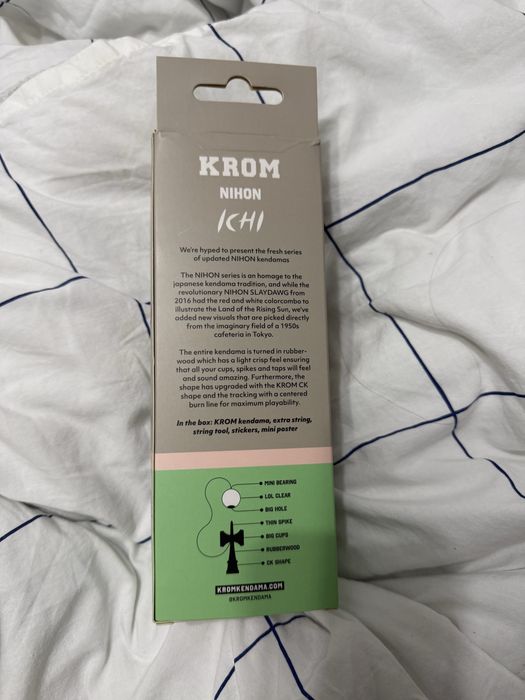 KROM
NIHON
ICHI
We're hyped to present the fresh series
of updated NIHON kendamas
The NIHON series is an homage to the
japanese kendama tradition, and while the
revolutionary NIHON SLAYDAWG from
2016 had the red and white colorcombo to
illustrate the Land of the Rising Sun, we've
added new visuals that are picked directly
from the imaginary field of a 1950s
cafeteria in Tokyo.
The entire kendama is turned in rubber-
wood which has a light crisp feel ensuring
that all your cups, spikes and taps will feel
and sound amazing. Furthermore, the
shape has upgraded with the KROM CK
shape and the tracking with a centered
burn line for maximum playability.
In the box: KROM kendama, extra string,
string tool, stickers, mini poster
MINI BEARING
LOL CLEAR
BIG HOLE
THIN SPIKE
BIG CUPS
RUBBERWOOD
CK SHAPE
KROMKENDAMA.COM
@KROMKENDAMA